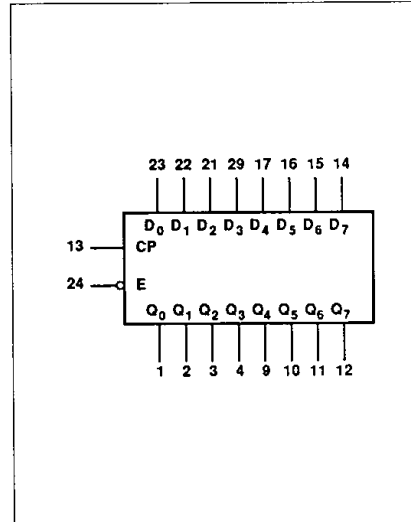 23 22 21 29 17 16 15 14
D0 D1 D2 D3 D4 D5 D6 D7
13 CP
24 E
Q0 Q1 Q2 Q3 Q4 Q5 Q6 Q7
1 2 3 4 9 10 11 12